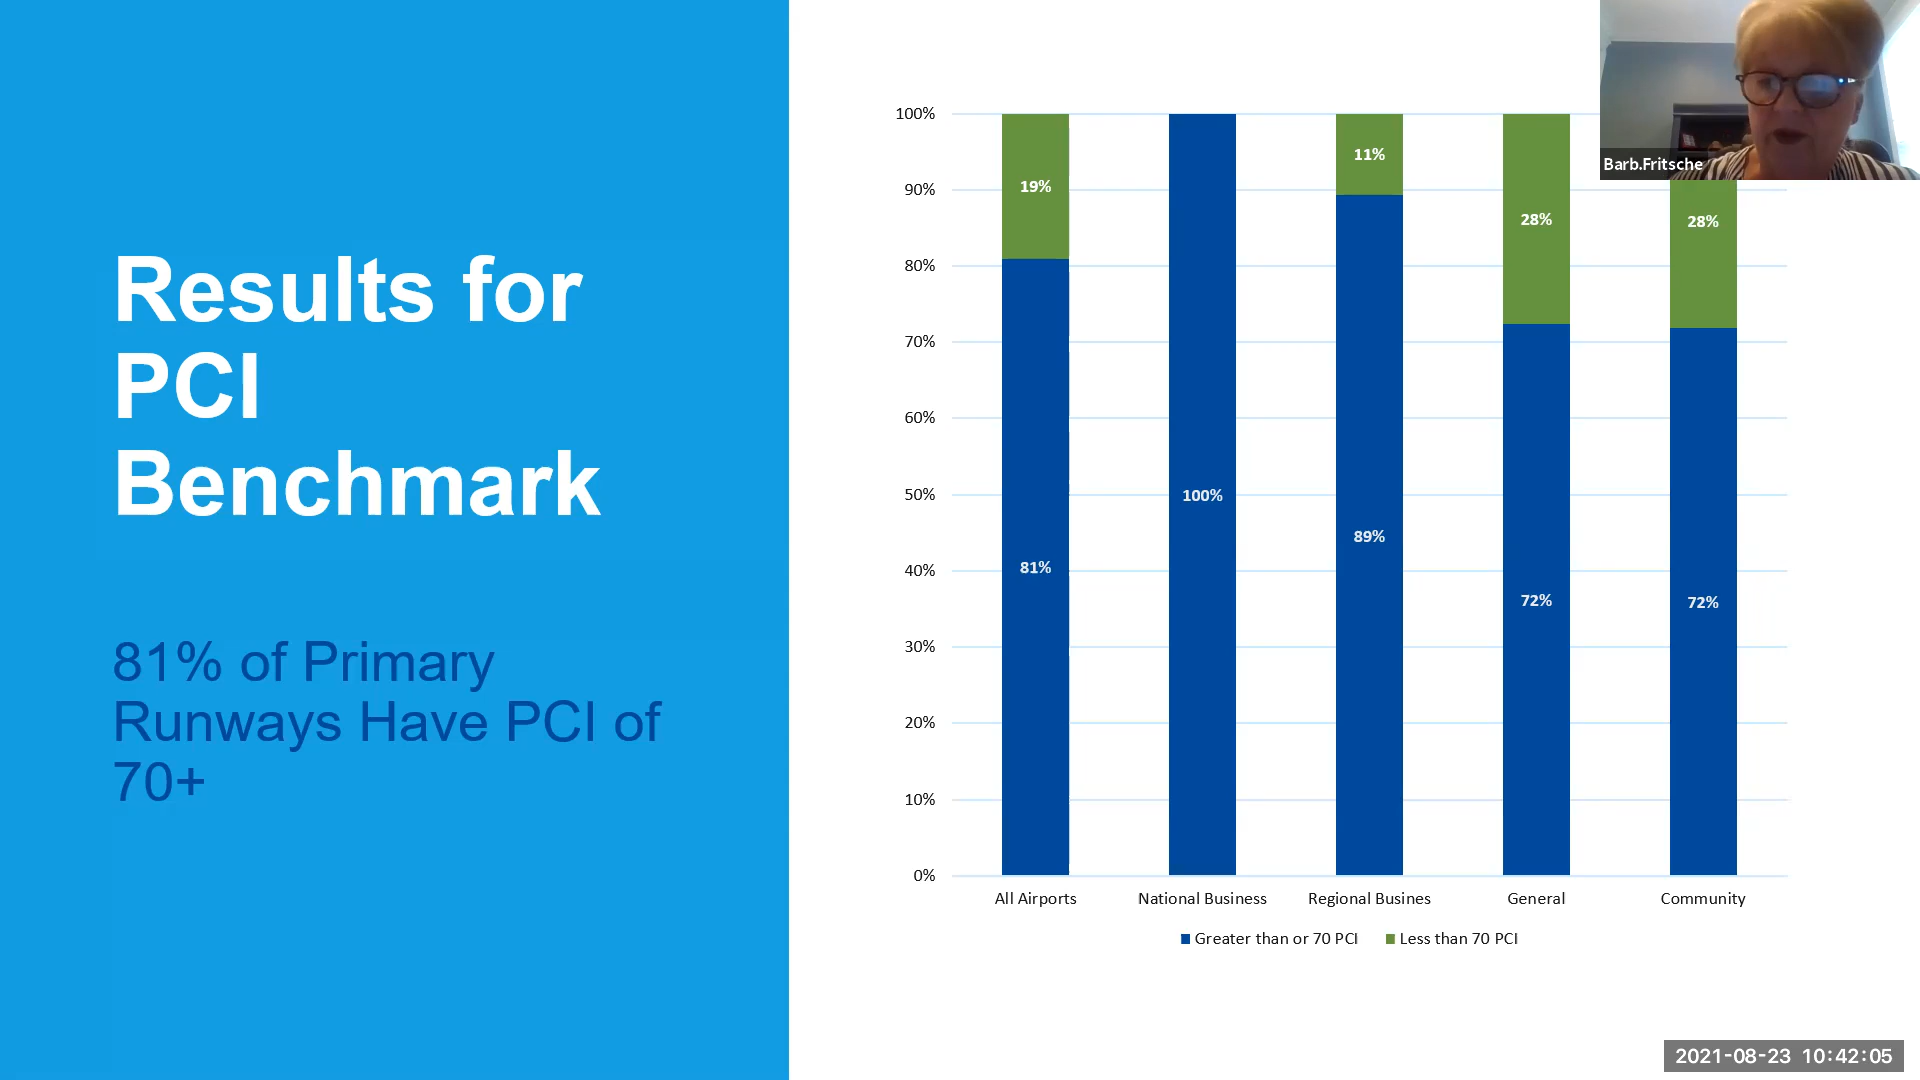 Results for
PCI
Benchmark
81% of Primary
Runways Have PCI of
70+
100%
90%
80%
70%
60%
50%
40%
30%
20%
10%
0%
19%
81%
100%
11%
89%
28%
72%
28%
72%
All Airports
National Business
Regional Busines
General
Community
Greater than or 70 PCI
Less than 70 PCI
Barb.Fritsche
2021-08-23 10:42:05